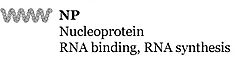 NP
Nucleoprotein
RNA binding, RNA synthesis